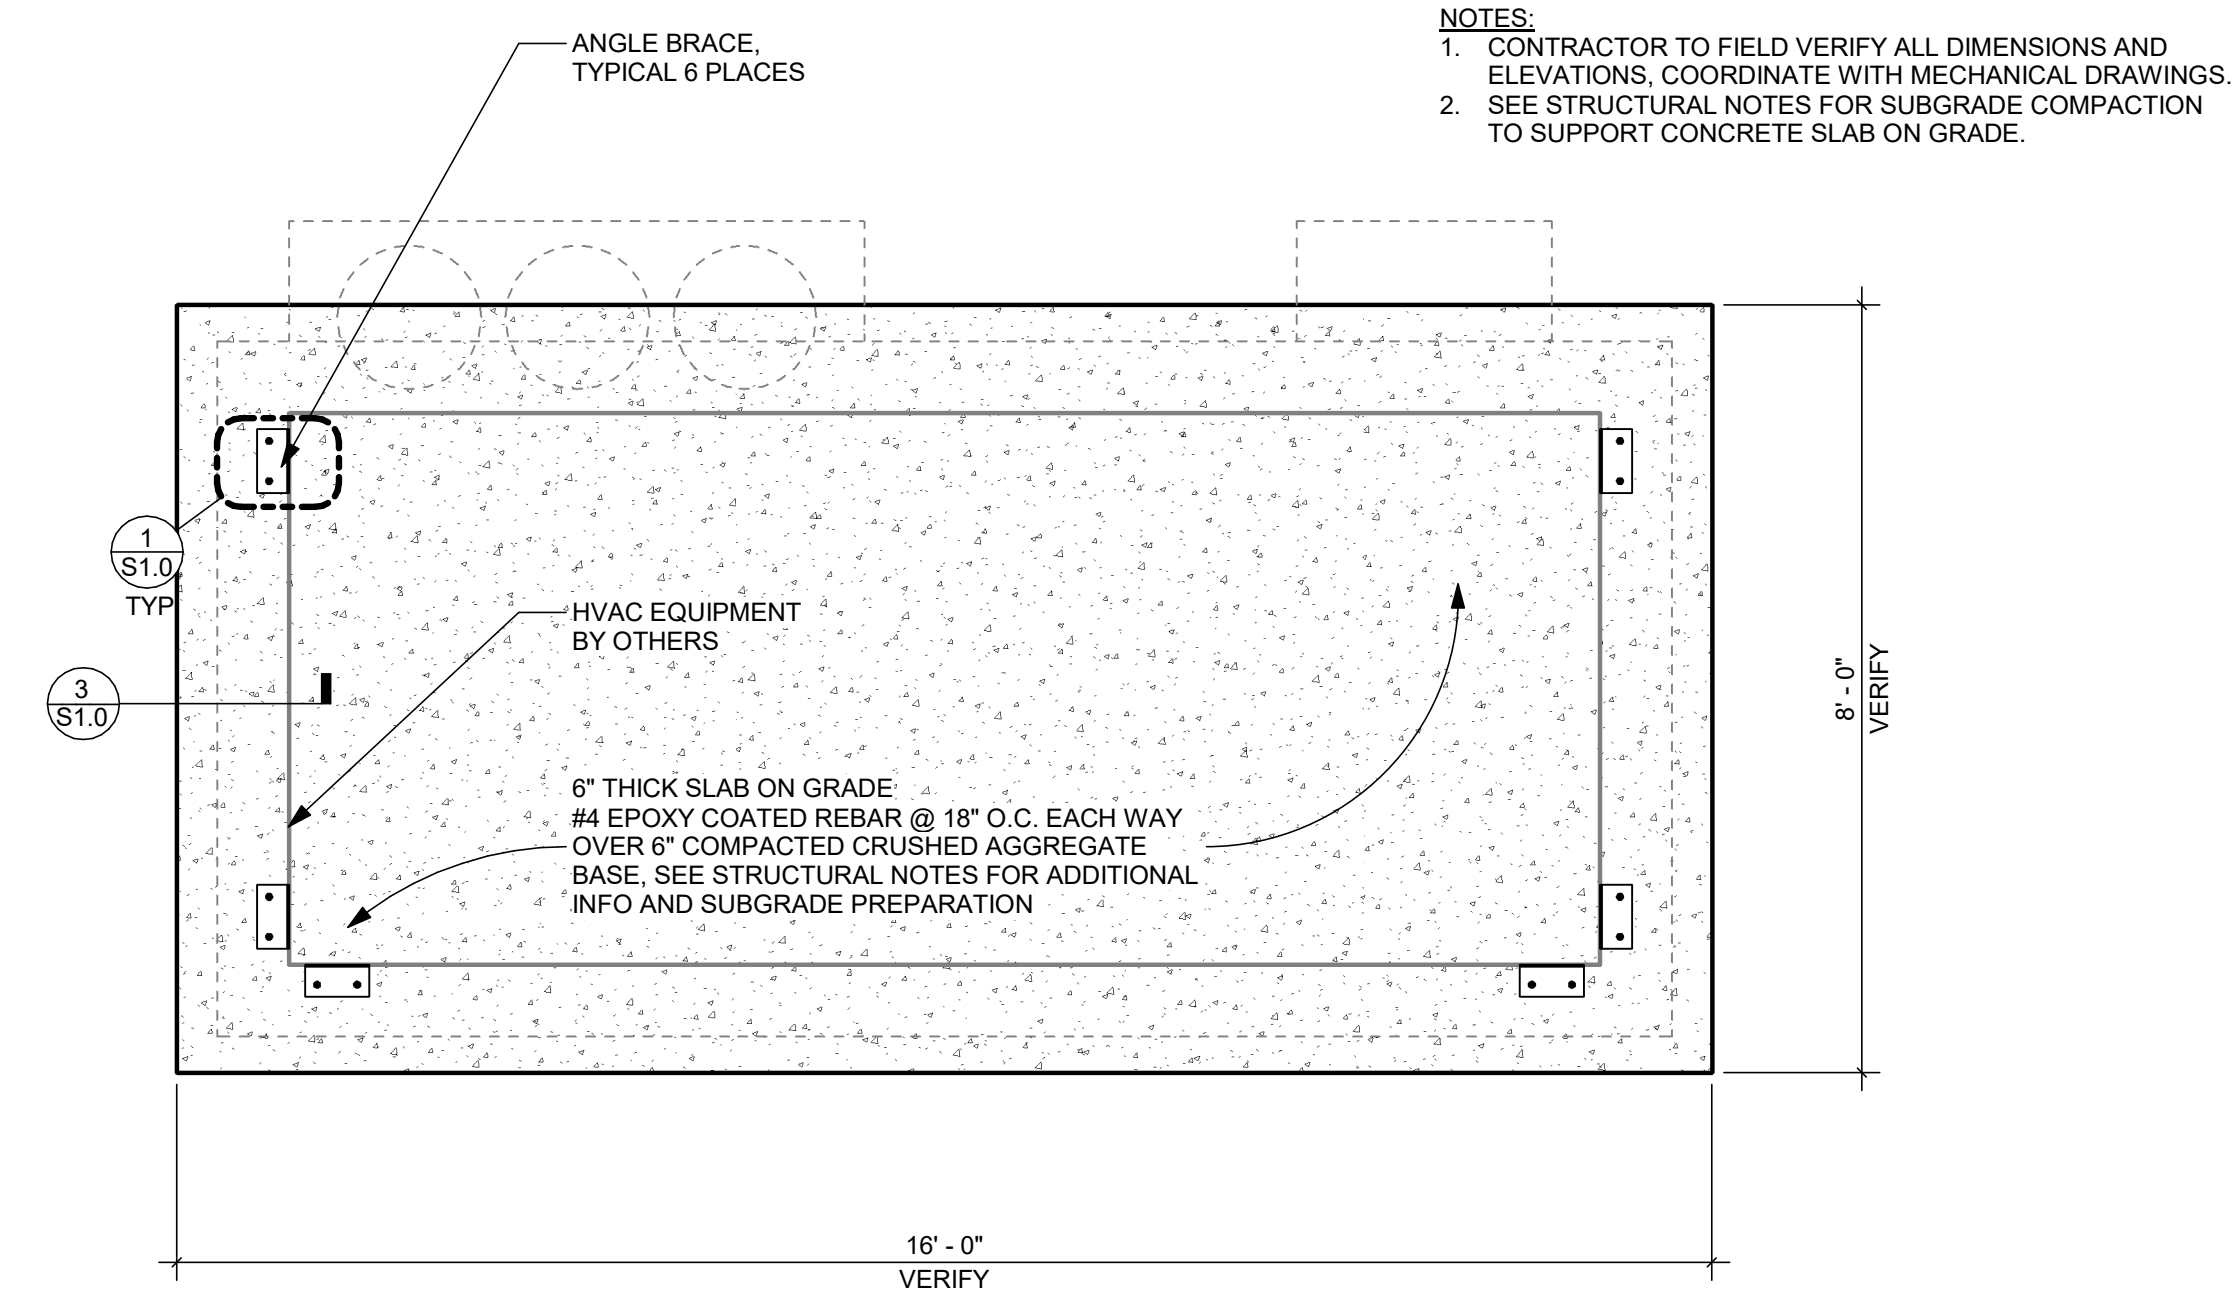 NOTES:
1. CONTRACTOR TO FIELD VERIFY ALL DIMENSIONS AND
ELEVATIONS, COORDINATE WITH MECHANICAL DRAWINGS.
2. SEE STRUCTURAL NOTES FOR SUBGRADE COMPACTION
TO SUPPORT CONCRETE SLAB ON GRADE.
ANGLE BRACE,
TYPICAL 6 PLACES
1
S1.0
TYP
HVAC EQUIPMENT
BY OTHERS
3
S1.0
8' - 0"
VERIFY
6" THICK SLAB ON GRADE
#4 EPOXY COATED REBAR @ 18" O.C. EACH WAY
OVER 6" COMPACTED CRUSHED AGGREGATE
BASE, SEE STRUCTURAL NOTES FOR ADDITIONAL
INFO AND SUBGRADE PREPARATION
16' - 0"
VERIFY